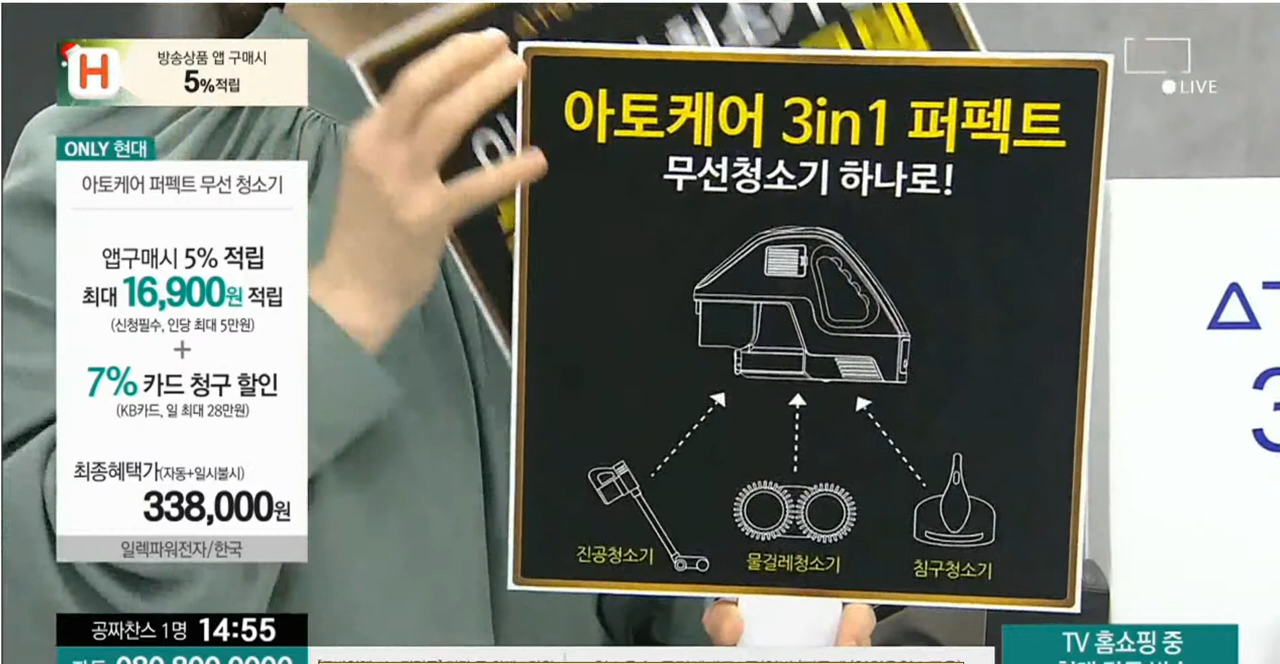 H
방송상품 앱 구매시
5%적립
ONLY 현대
아토케어 퍼펙트 무선 청소기
앱구매시 5% 적립
최대 16,900원 적립
(신청필수, 인당 최대 5만원)
+
7% 카드 청구 할인
(KB카드, 일 최대 28만원)
최종혜택가(자동+일시불시)
338,000원
일렉파워전자/한국
공짜찬스 1명 14:55
아토케어 3in1 퍼펙트
무선청소기 하나로!
진공청소기
물걸레청소기
침구청소기
LIVE
3
TV 홈쇼핑 중